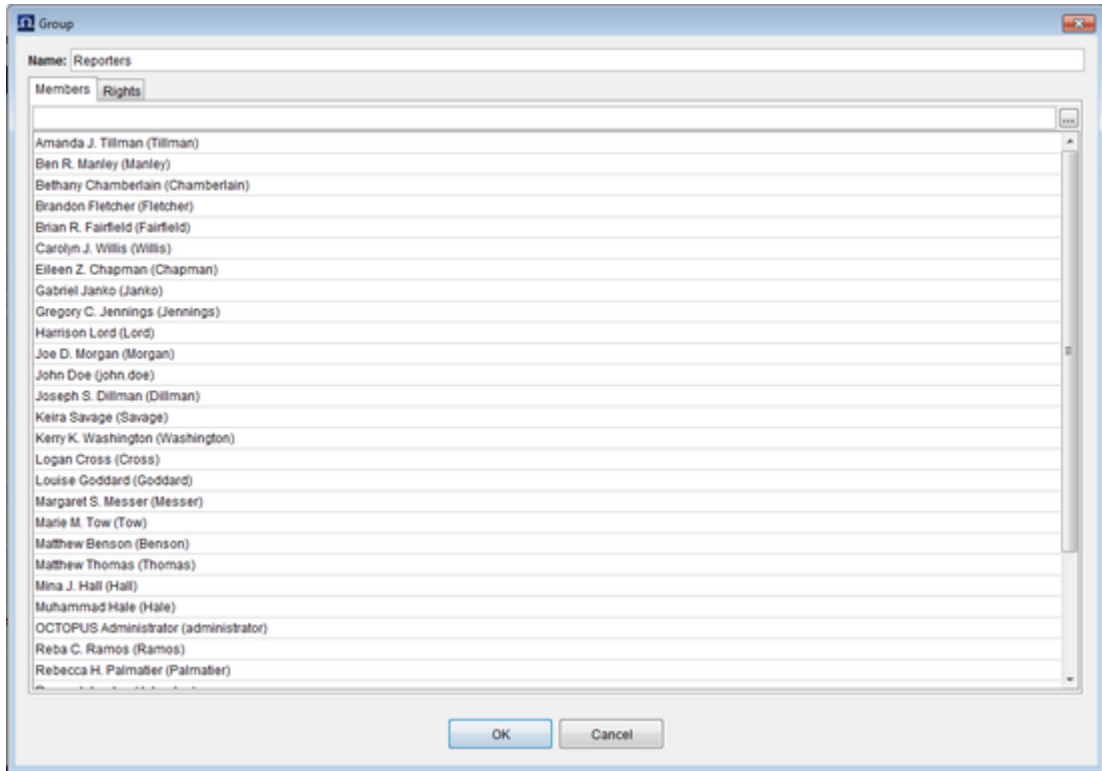 Group
Name: Reporters
Members Rights
...
Amanda J. Tillman (Tillman)
Ben R. Manley (Manley)
Bethany Chamberlain (Chamberlain)
Brandon Fletcher (Fletcher)
Brian R. Fairfield (Fairfield)
Carolyn J. Willis (Willis)
Eileen Z. Chapman (Chapman)
Gabriel Janko (Janko)
Gregory C. Jennings (Jennings)
Harrison Lord (Lord)
Joe D. Morgan (Morgan)
John Doe (john.doe)
Joseph S. Dillman (Dillman)
Keira Savage (Savage)
Kerry K. Washington (Washington)
Logan Cross (Cross)
Louise Goddard (Goddard)
Margaret S. Messer (Messer)
Marie M. Tow (Tow)
Matthew Benson (Benson)
Matthew Thomas (Thomas)
Mina J. Hall (Hall)
Muhammad Hale (Hale)
OCTOPUS Administrator (administrator)
Reba C. Ramos (Ramos)
Rebecca H. Palmatier (Palmatier)
OK Cancel